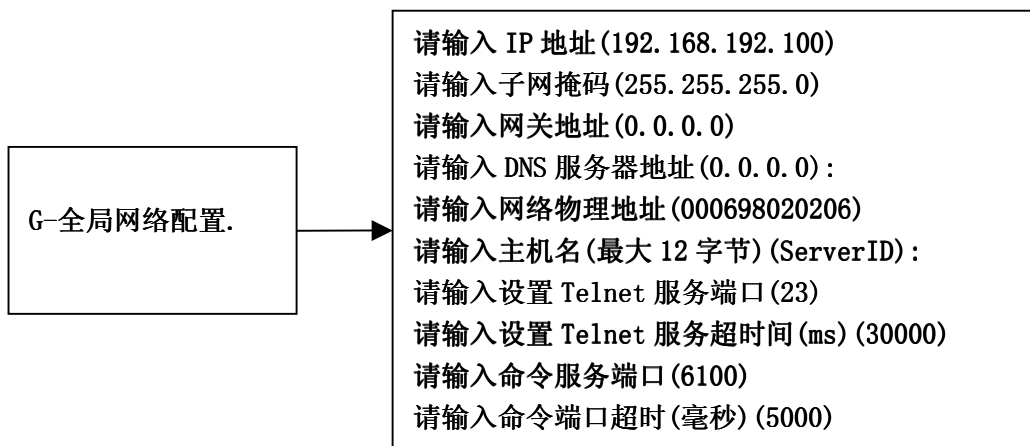 G-全局网络配置.
请输入 IP 地址(192.168.192.100)
请输入子网掩码(255.255.255.0)
请输入网关地址(0.0.0.0)
请输入 DNS 服务器地址(0.0.0.0):
请输入网络物理地址(000698020206)
请输入主机名(最大 12 字节)(ServerID):
请输入设置 Telnet 服务端口(23)
请输入设置 Telnet 服务超时间(ms)(30000)
请输入命令服务端口(6100)
请输入命令端口超时(毫秒)(5000)